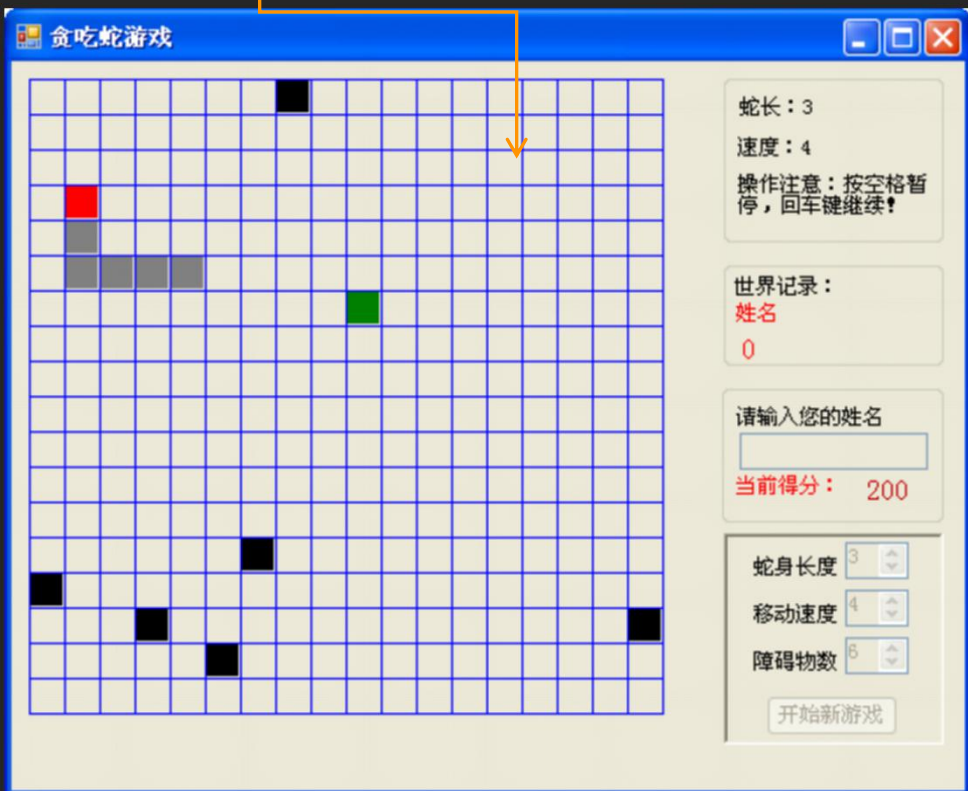 贪吃蛇游戏
蛇长：3
速度：4
操作注意：按空格暂
停，回车键继续！
世界记录：
姓名
0
请输入您的姓名
当前得分： 200
蛇身长度 3
移动速度 4
障碍物数 6
开始新游戏